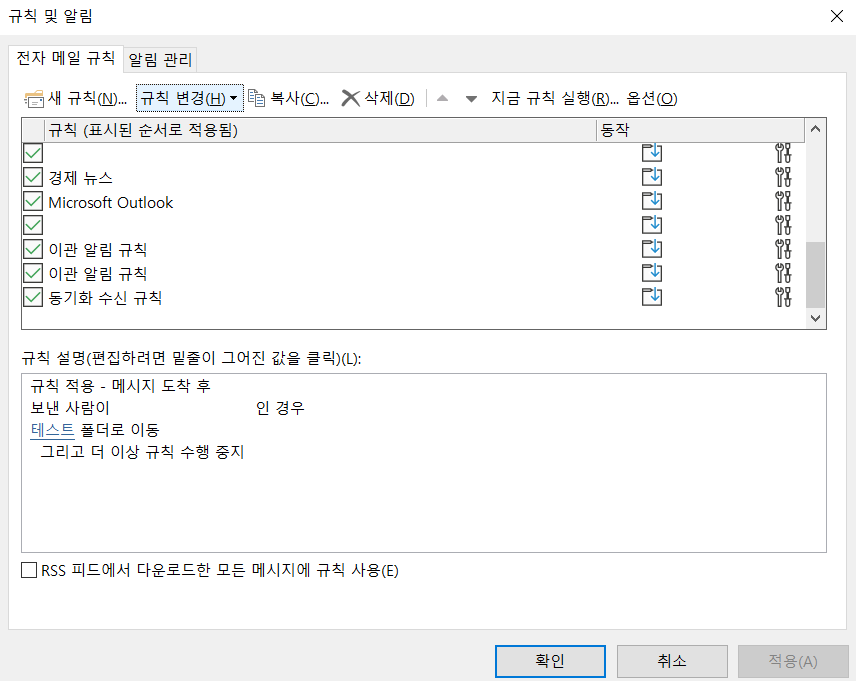 규칙 및 알림
전자 메일 규칙 알림 관리
새 규칙(N)... 규칙 변경(H) 복사(C)... 삭제(D) 지금 규칙 실행(R)... 옵션(O)
규칙 (표시된 순서로 적용됨) 동작
경제 뉴스
Microsoft Outlook
이관 알림 규칙
이관 알림 규칙
동기화 수신 규칙
규칙 설명(편집하려면 밑줄이 그어진 값을 클릭)(L):
규칙 적용 - 메시지 도착 후
보낸 사람이 인 경우
테스트 폴더로 이동
그리고 더 이상 규칙 수행 중지
RSS 피드에서 다운로드한 모든 메시지에 규칙 사용(E)
확인 취소 적용(A)